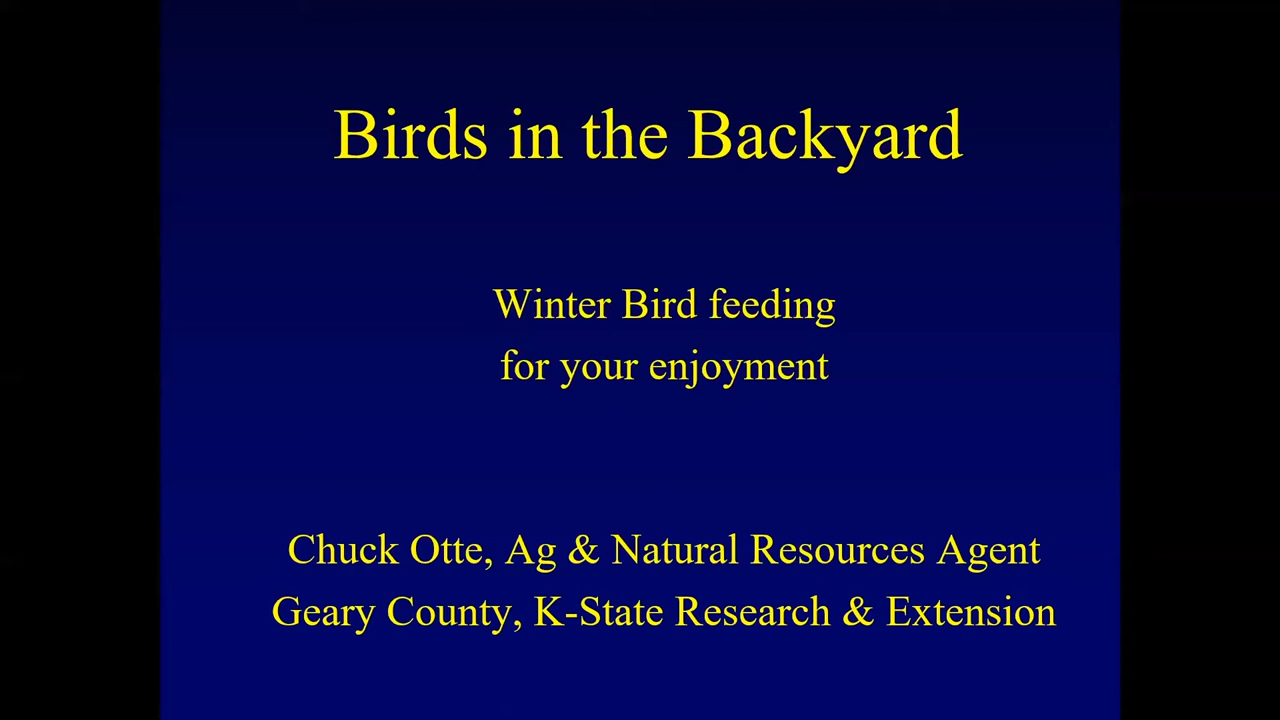 Birds in the Backyard
Winter Bird feeding
for your enjoyment
Chuck Otte, Ag & Natural Resources Agent
Geary County, K-State Research & Extension